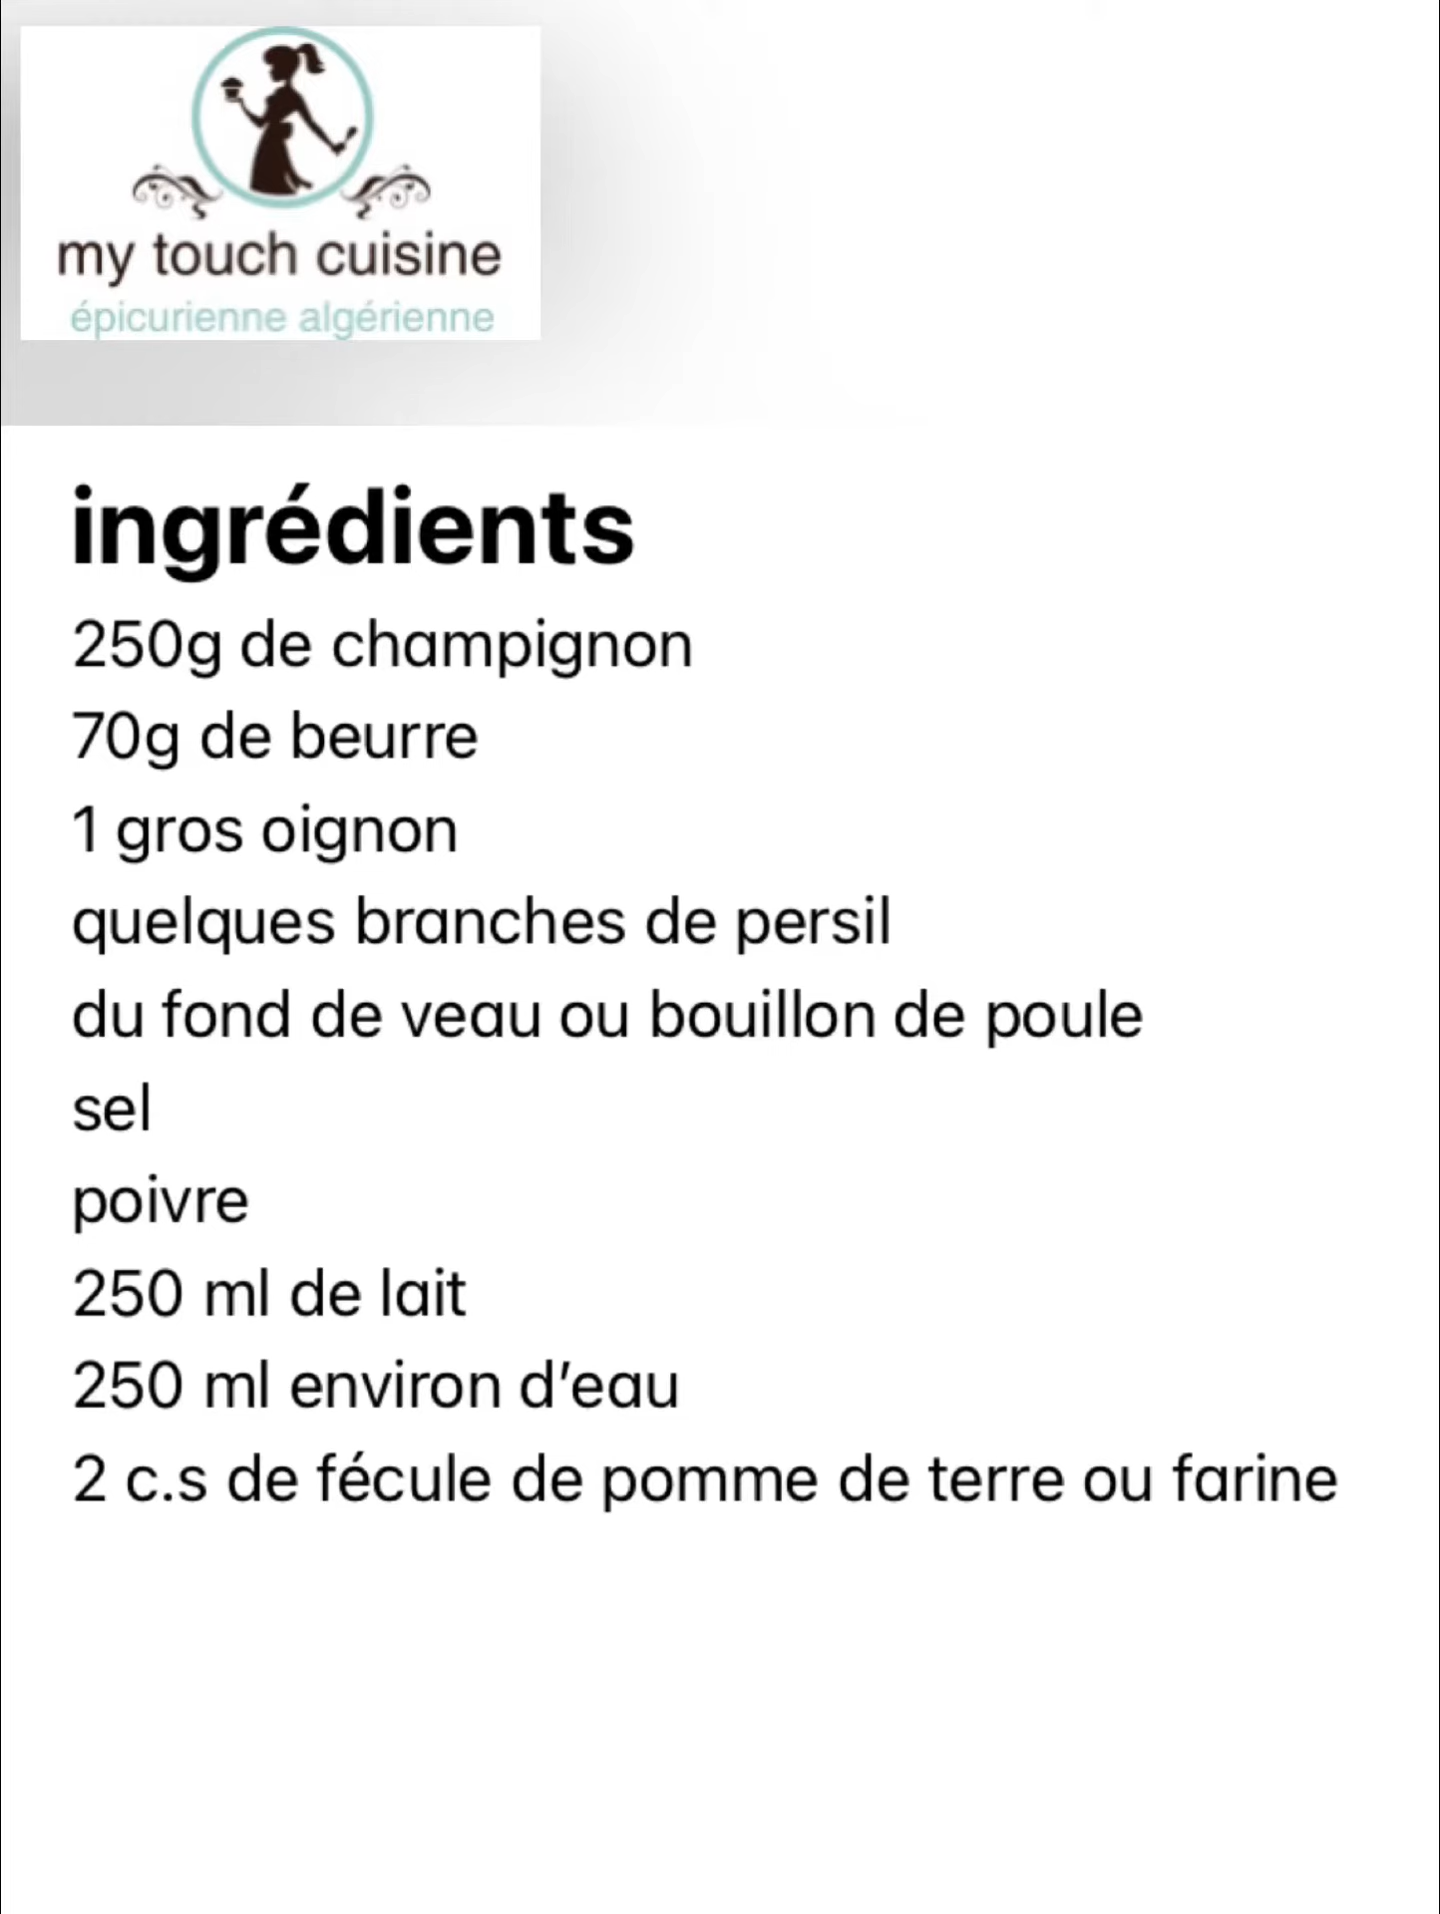 my touch cuisine
épicurienne algérienne
ingrédients
250g de champignon
70g de beurre
1 gros oignon
quelques branches de persil
du fond de veau ou bouillon de poule
sel
poivre
250 ml de lait
250 ml environ d'eau
2 c.s de fécule de pomme de terre ou farine